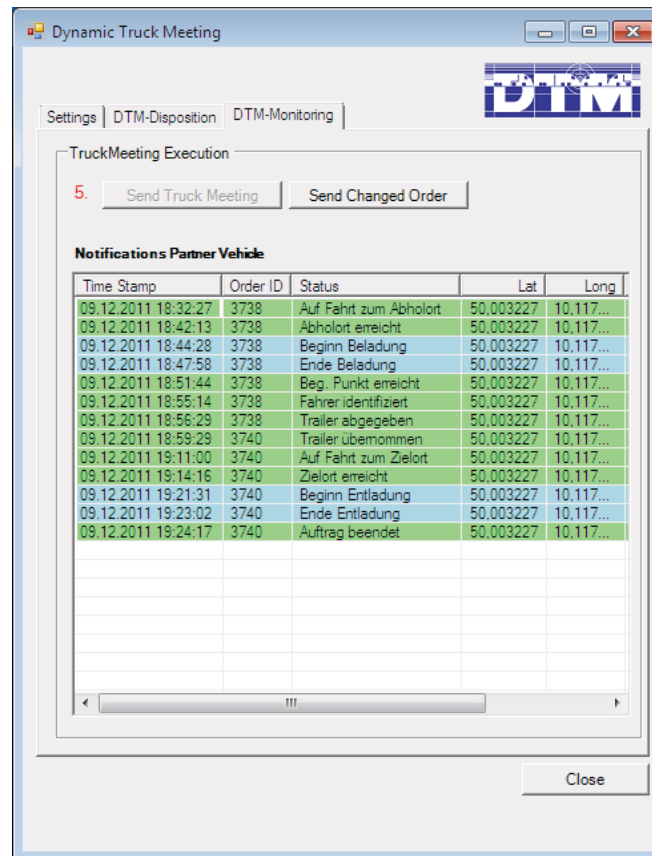 Dynamic Truck Meeting
DTM
Settings DTM-Disposition DTM-Monitoring
TruckMeeting Execution
5. Send Truck Meeting Send Changed Order
Notifications Partner Vehicle
Time Stamp Order ID Status Lat Long
09.12.2011 18:32:27 3738 Auf Fahrt zum Abholort 50,003227 10,117...
09.12.2011 18:42:13 3738 Abholort erreicht 50,003227 10,117...
09.12.2011 18:44:28 3738 Beginn Beladung 50,003227 10,117...
09.12.2011 18:47:58 3738 Ende Beladung 50,003227 10,117...
09.12.2011 18:51:44 3738 Beg. Punkt erreicht 50,003227 10,117...
09.12.2011 18:55:14 3738 Fahrer identifiziert 50,003227 10,117...
09.12.2011 18:56:29 3738 Trailer abgegeben 50,003227 10,117...
09.12.2011 18:59:29 3740 Trailer übernommen 50,003227 10,117...
09.12.2011 19:11:00 3740 Auf Fahrt zum Zielort 50,003227 10,117...
09.12.2011 19:14:16 3740 Zielort erreicht 50,003227 10,117...
09.12.2011 19:21:31 3740 Beginn Entladung 50,003227 10,117...
09.12.2011 19:23:02 3740 Ende Entladung 50,003227 10,117...
09.12.2011 19:24:17 3740 Auftrag beendet 50,003227 10,117...
Close